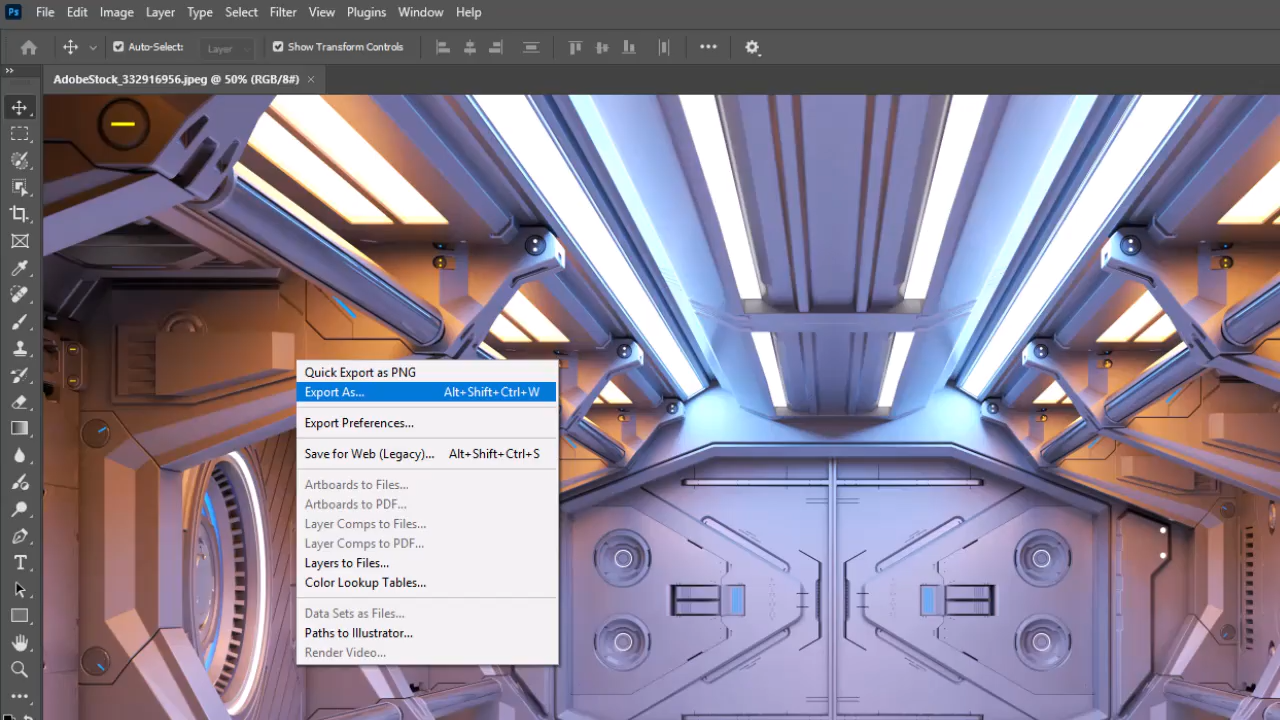 Ps File Edit Image Layer Type Select Filter View Plugins Window Help
Auto-Select: Layer Show Transform Controls
AdobeStock_332916956.jpeg @ 50% (RGB/8#)
Quick Export as PNG
Export As... Alt+Shift+Ctrl+W
Export Preferences...
Save for Web (Legacy)... Alt+Shift+Ctrl+S
Artboards to Files...
Artboards to PDF...
Layer Comps to Files...
Layer Comps to PDF...
Layers to Files...
Color Lookup Tables...
Data Sets as Files...
Paths to Illustrator...
Render Video...